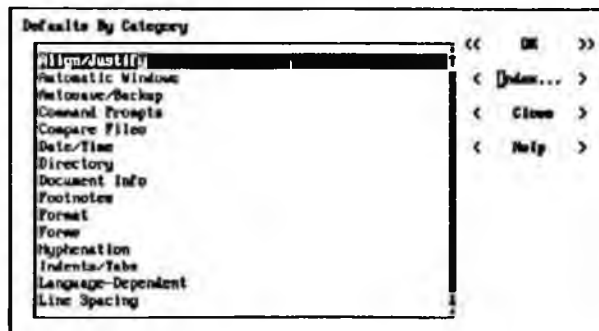 Defaults By Category
Align/Justify
Automatic Windows
Autosave/Backup
Command Prompts
Compare Files
Date/Time
Directory
Document Info
Footnotes
Format
Forms
Hyphenation
Indents/Tabs
Language-Dependent
Line Spacing
<< OK >>
< Index... >
< Close >
< Help >